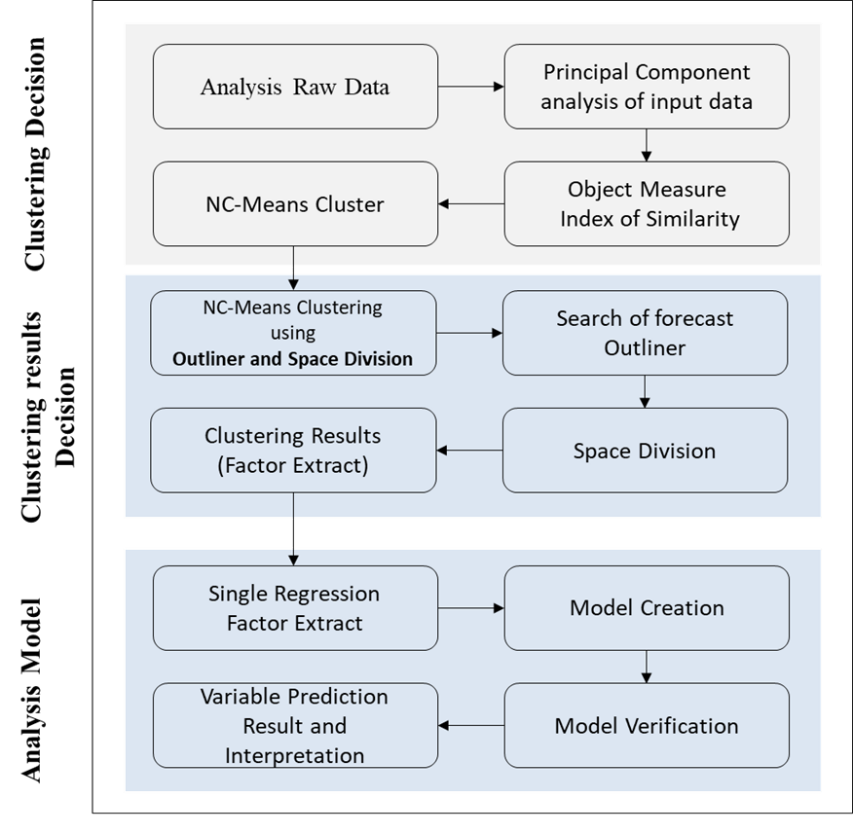 Clustering Decision
Analysis Raw Data
Principal Component
analysis of input data
NC-Means Cluster
Object Measure
Index of Similarity
Clustering results
Decision
NC-Means Clustering
using
Outliner and Space Division
Search of forecast
Outliner
Clustering Results
(Factor Extract)
Space Division
Analysis Model
Single Regression
Factor Extract
Model Creation
Variable Prediction
Result and
Interpretation
Model Verification